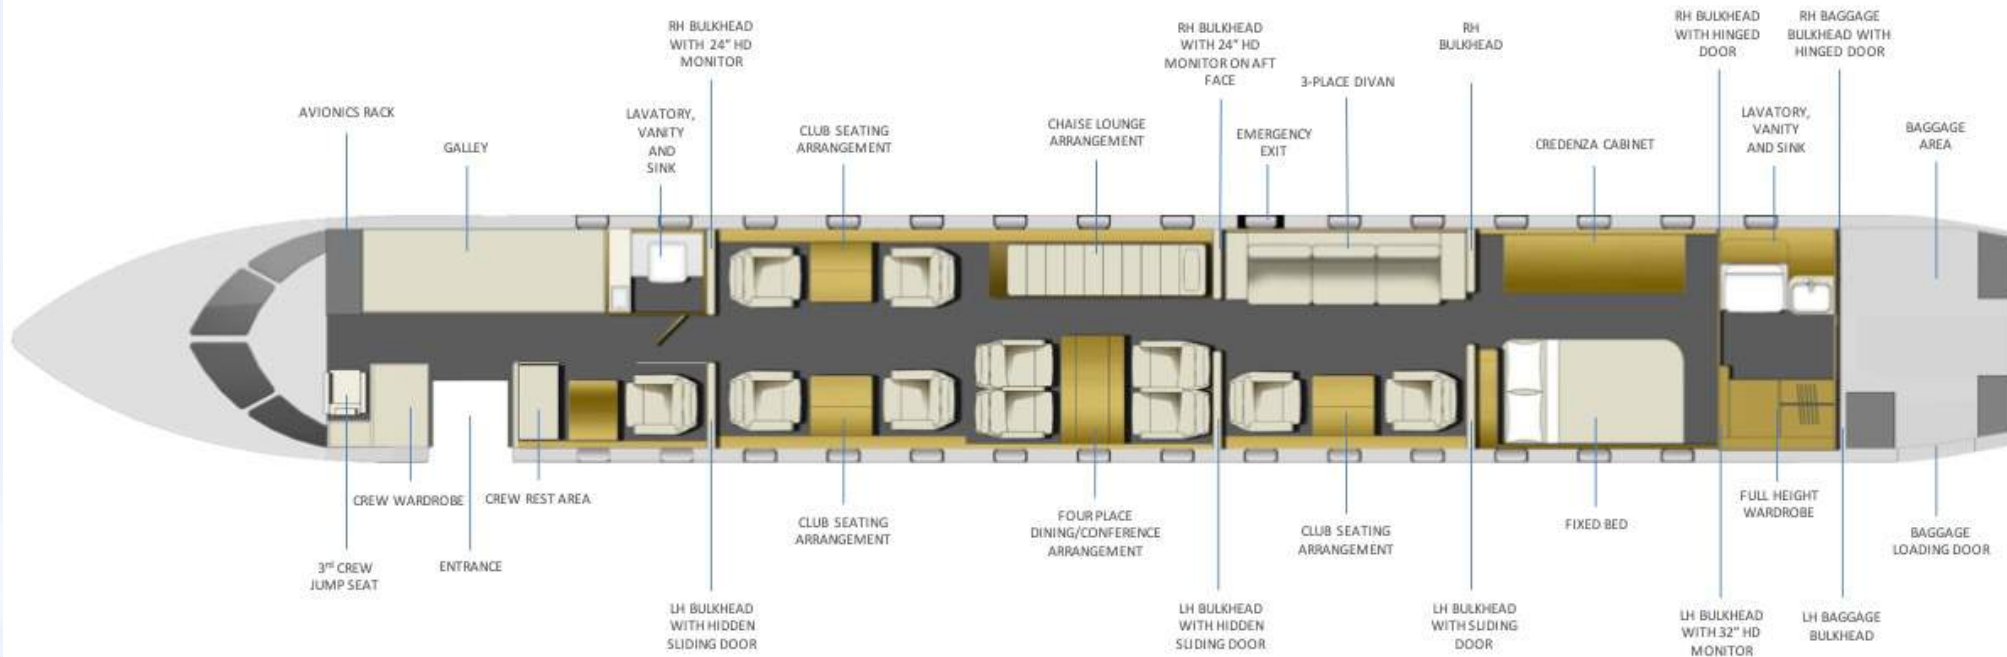 RH BULKHEAD
WITH 24" HD
MONITOR
RH BULKHEAD
WITH 24" HD
MONITOR ON AFT
FACE
RH
BULKHEAD
RH BULKHEAD
WITH HINGED
DOOR
RH BAGGAGE
BULKHEAD WITH
HINGED DOOR
AVIONICS RACK
GALLEY
LAVATORY,
VANITY
AND
SINK
CLUB SEATING
ARRANGEMENT
CHAISE LOUNGE
ARRANGEMENT
EMERGENCY
EXIT
3-PLACE DIVAN
CREDENZA CABINET
LAVATORY,
VANITY
AND SINK
BAGGAGE
AREA
3rd CREW
JUMP SEAT
CREW WARDROBE
ENTRANCE
CREW REST AREA
CLUB SEATING
ARRANGEMENT
FOUR PLACE
DINING/CONFERENCE
ARRANGEMENT
CLUB SEATING
ARRANGEMENT
FIXED BED
FULL HEIGHT
WARDROBE
BAGGAGE
LOADING DOOR
LH BULKHEAD
WITH HIDDEN
SLIDING DOOR
LH BULKHEAD
WITH HIDDEN
SLIDING DOOR
LH BULKHEAD
WITH SLIDING
DOOR
LH BULKHEAD
WITH 32" HD
MONITOR
LH BAGGAGE
BULKHEAD